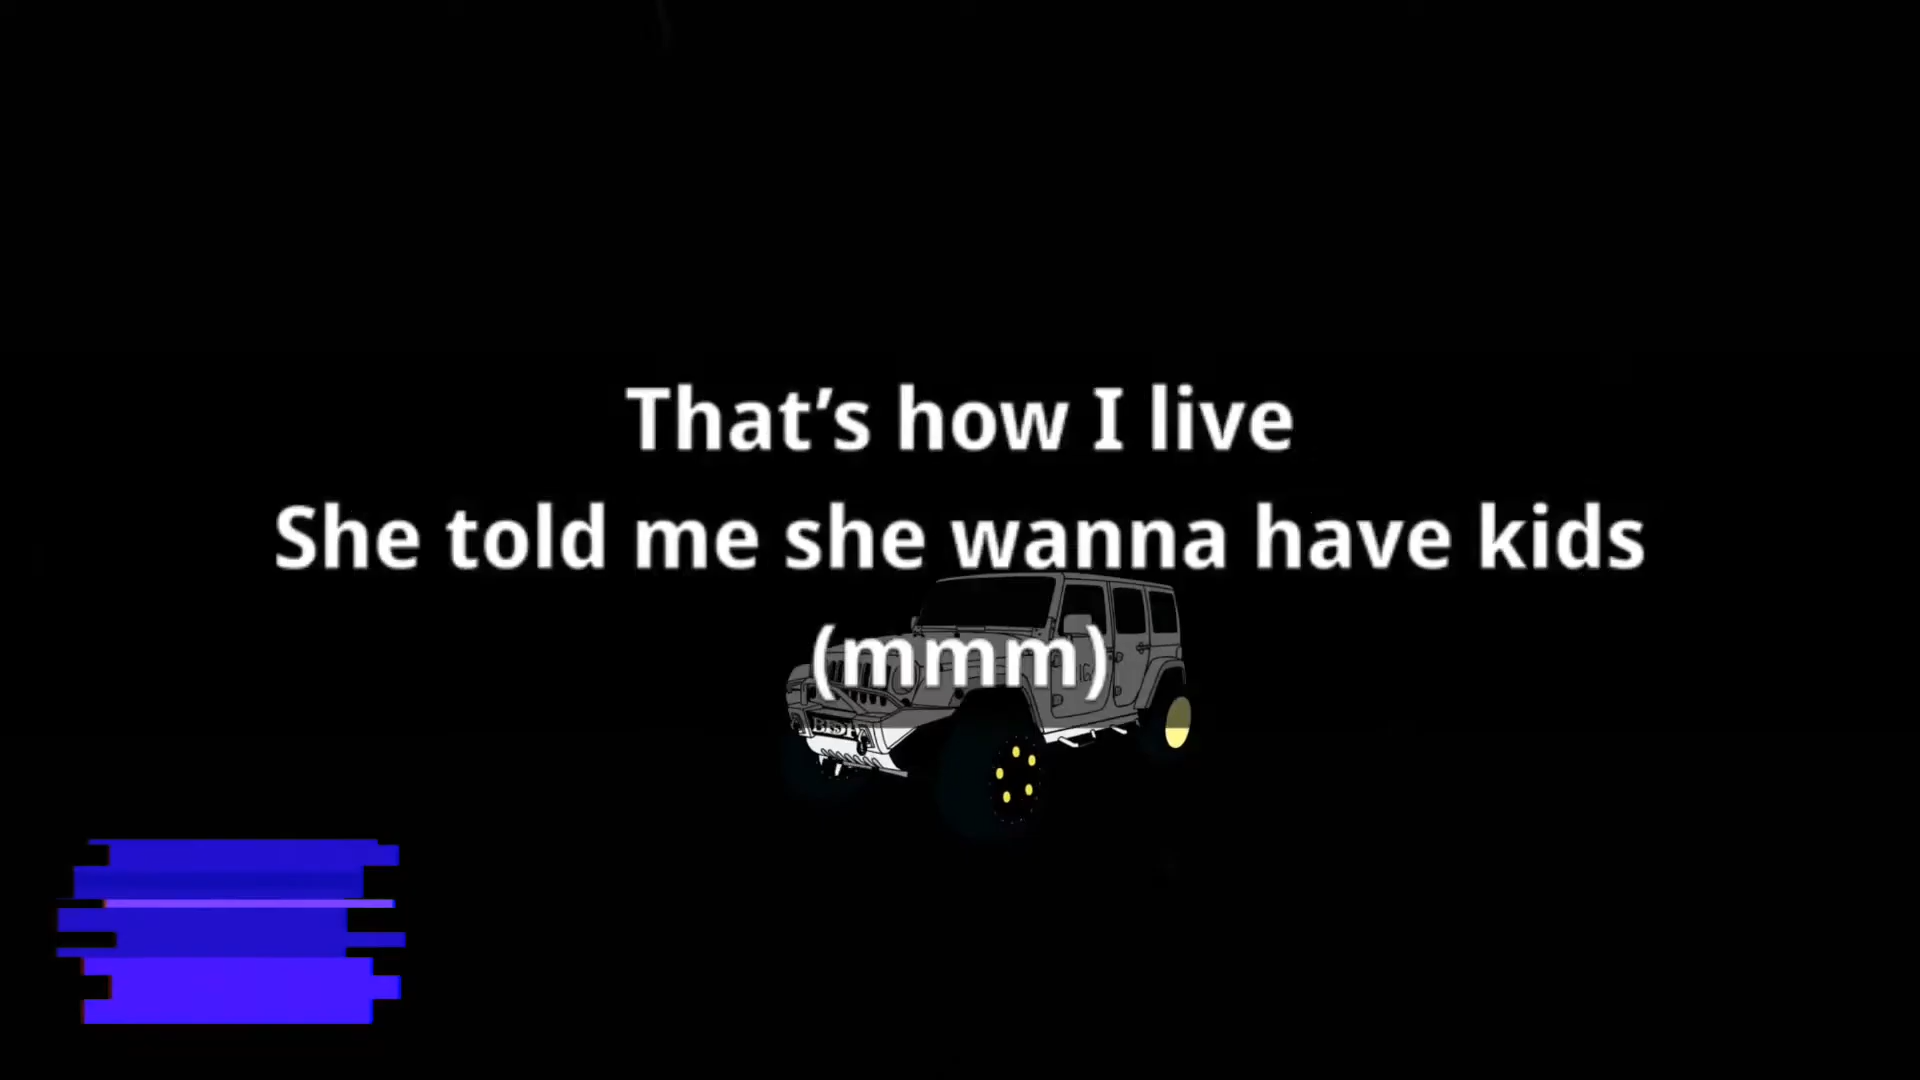 That’s how I live
She told me she wanna have kids
(mmm)